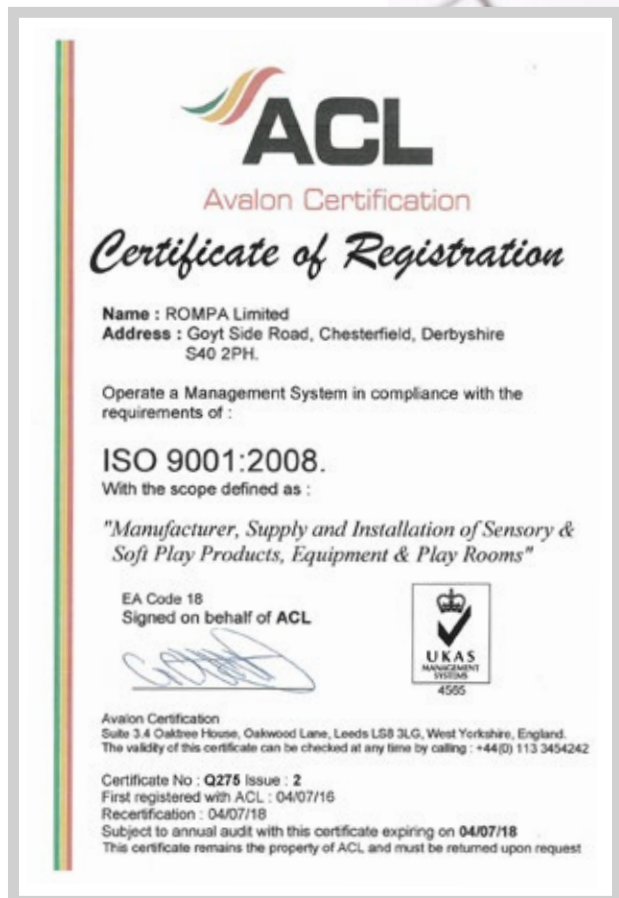 ACL
Avalon Certification
Certificate of Registration
Name : ROMPA Limited
Address : Goyt Side Road, Chesterfield, Derbyshire
S40 2PH.
Operate a Management System in compliance with the
requirements of :
ISO 9001:2008.
With the scope defined as :
"Manufacturer, Supply and Installation of Sensory &
Soft Play Products, Equipment & Play Rooms"
EA Code 18
Signed on behalf of ACL
UKAS
MANAGEMENT
SYSTEMS
4565
Avalon Certification
Suite 3.4 Oaktree House, Oakwood Lane, Leeds LS8 3LG, West Yorkshire, England.
The validity of this certificate can be checked at any time by calling : +44(0) 113 3454242
Certificate No : Q275 Issue : 2
First registered with ACL : 04/07/16
Recertification : 04/07/18
Subject to annual audit with this certificate expiring on 04/07/18
This certificate remains the property of ACL and must be returned upon request